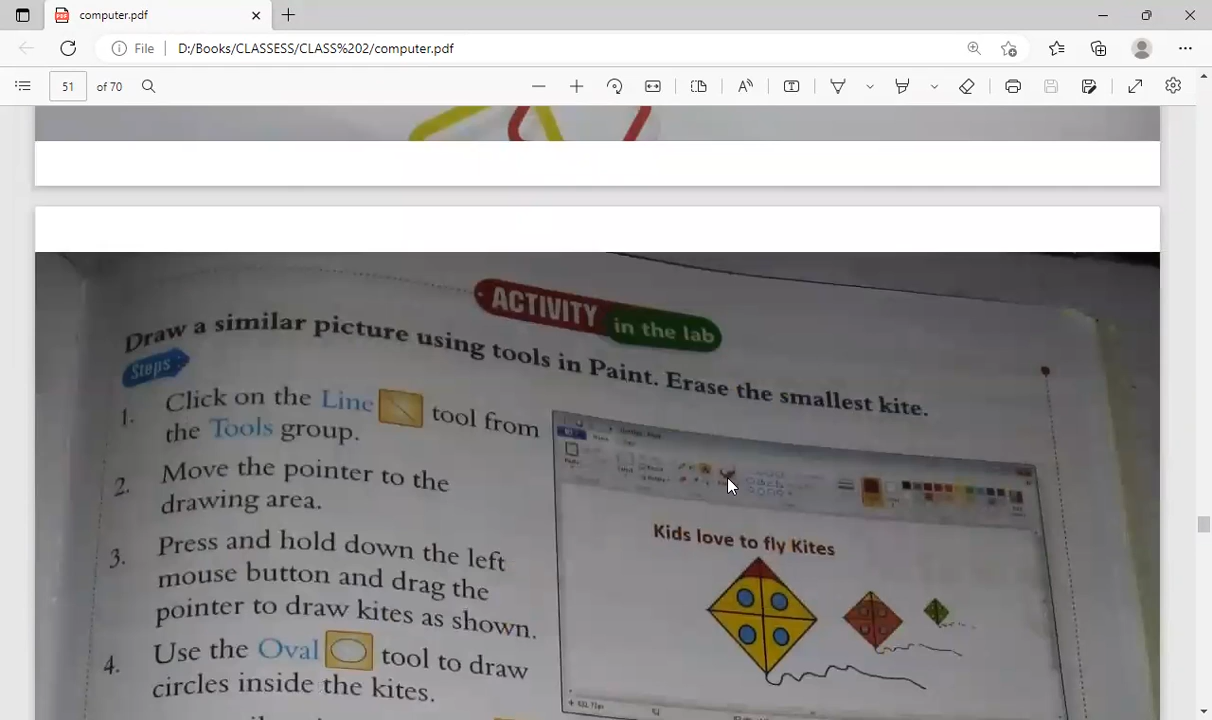 computer.pdf
File
D:/Books/CLASSESS/CLASS%202/computer.pdf
51 of 70
ACTIVITY in the lab
Draw a similar picture using tools in Paint. Erase the smallest kite.
Steps
1. Click on the Line tool from
the Tools group.
2. Move the pointer to the
drawing area.
3. Press and hold down the left
mouse button and drag the
pointer to draw kites as shown.
4. Use the Oval tool to draw
circles inside the kites.
Kids love to fly Kites